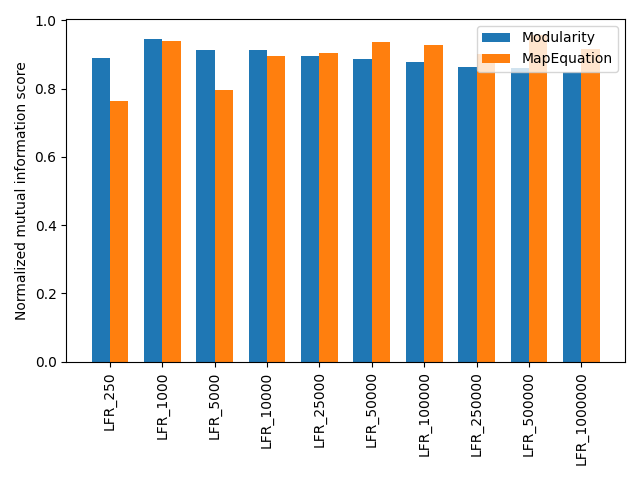 Normalized mutual information score
1.0
0.8
0.6
0.4
0.2
0.0
Modularity
MapEquation
LFR_250
LFR_1000
LFR_5000
LFR_10000
LFR_25000
LFR_50000
LFR_100000
LFR_250000
LFR_500000
LFR_1000000